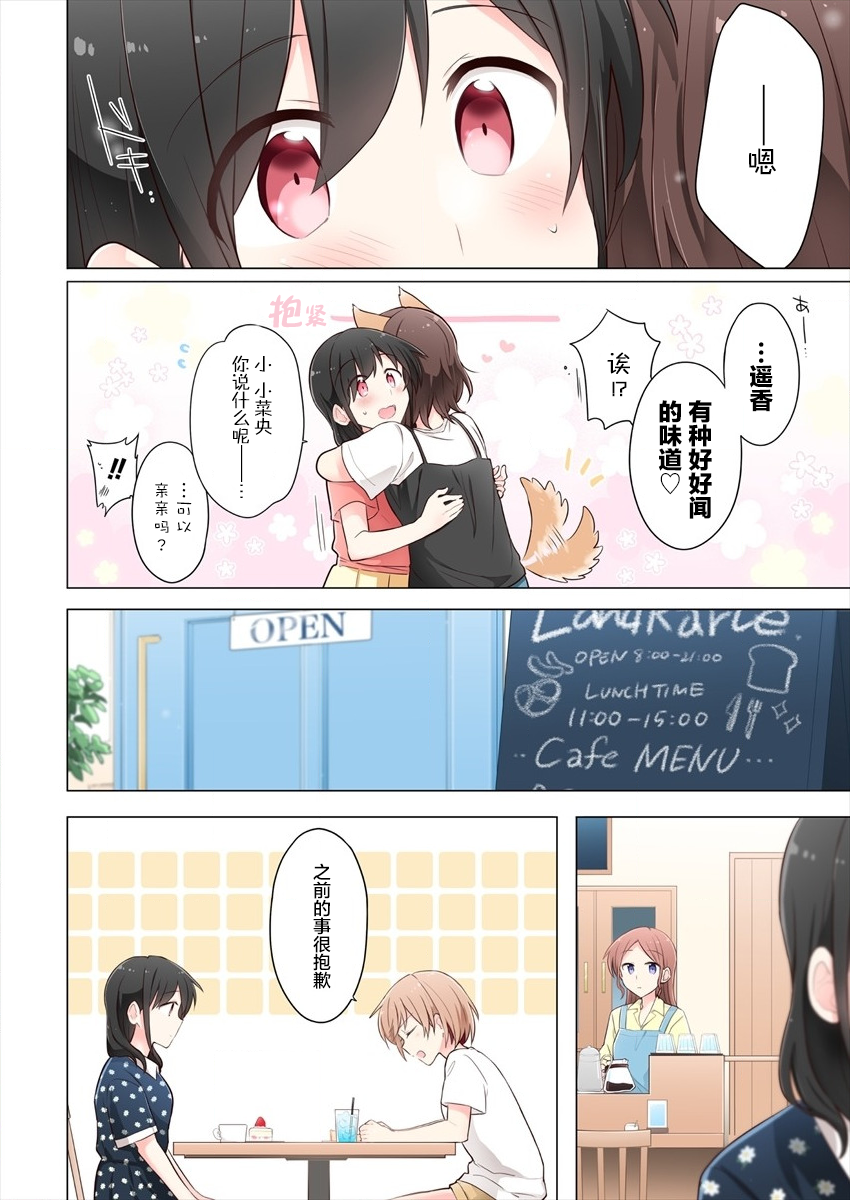 ——嗯
ドキ…
あー
…遥香
有种好好闻
的味道♡
诶!?
抱紧
小 小菜央
你说什么呢——…
…可以
亲亲吗？
!!
OPEN
Landkarte
OPEN 8:00-21:00
LUNCH TIME
11:00-15:00
Cafe MENU…
之前的事很抱歉